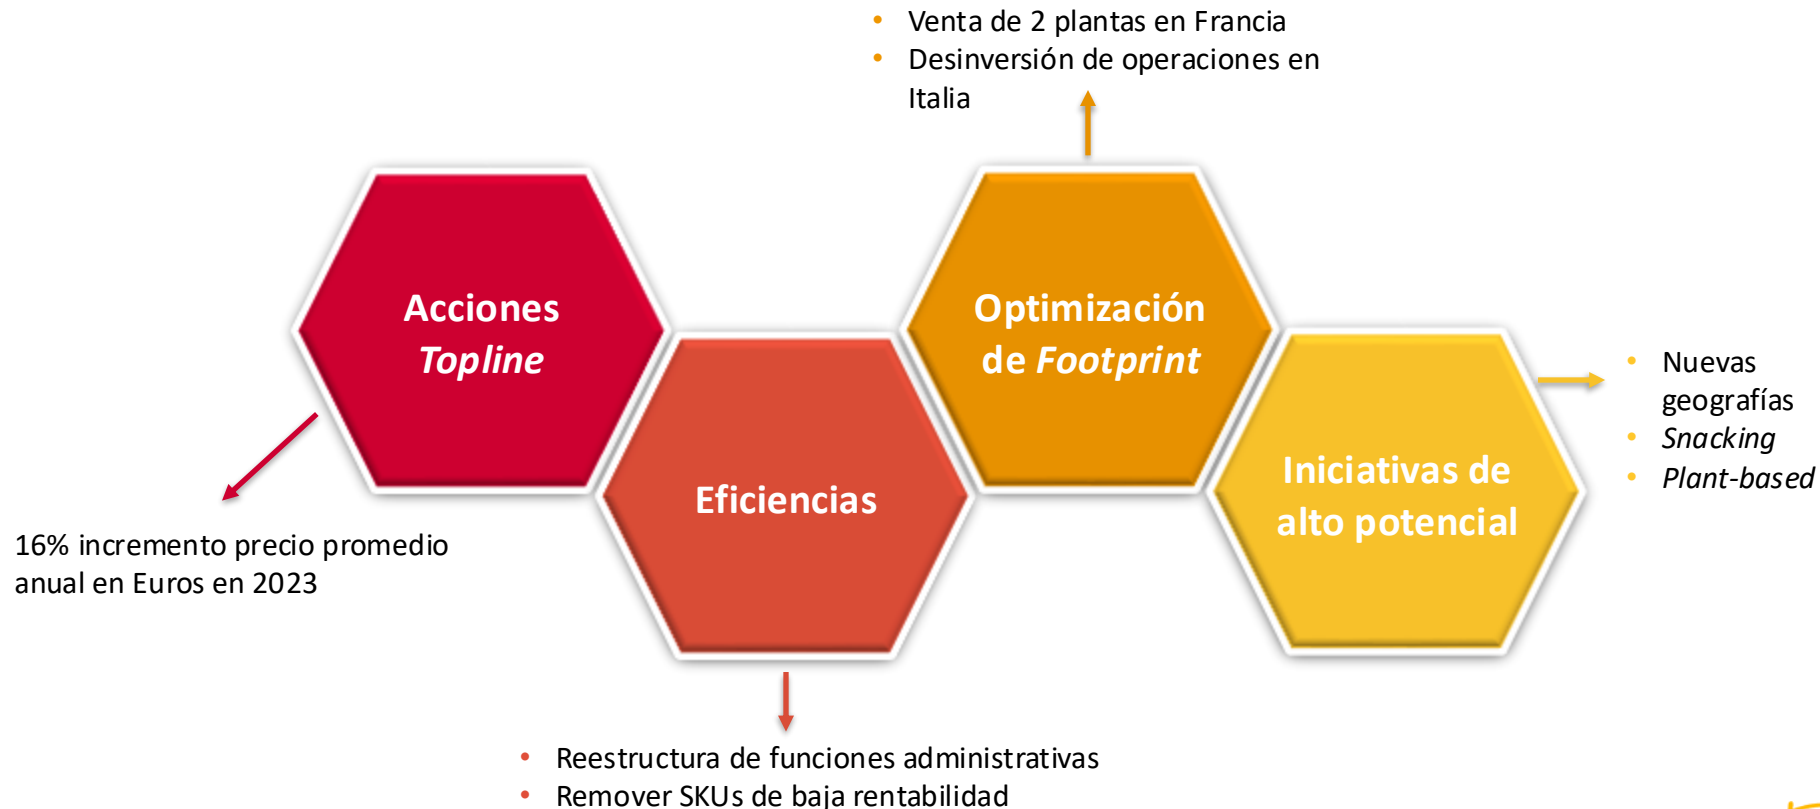 Venta de 2 plantas en Francia
Desinversión de operaciones en
Italia
Acciones
Topline
Optimización
de Footprint
Eficiencias
Iniciativas de
alto potencial
Nuevas
geografías
Snacking
Plant-based
16% incremento precio promedio
anual en Euros en 2023
Reestructura de funciones administrativas
Remover SKUs de baja rentabilidad